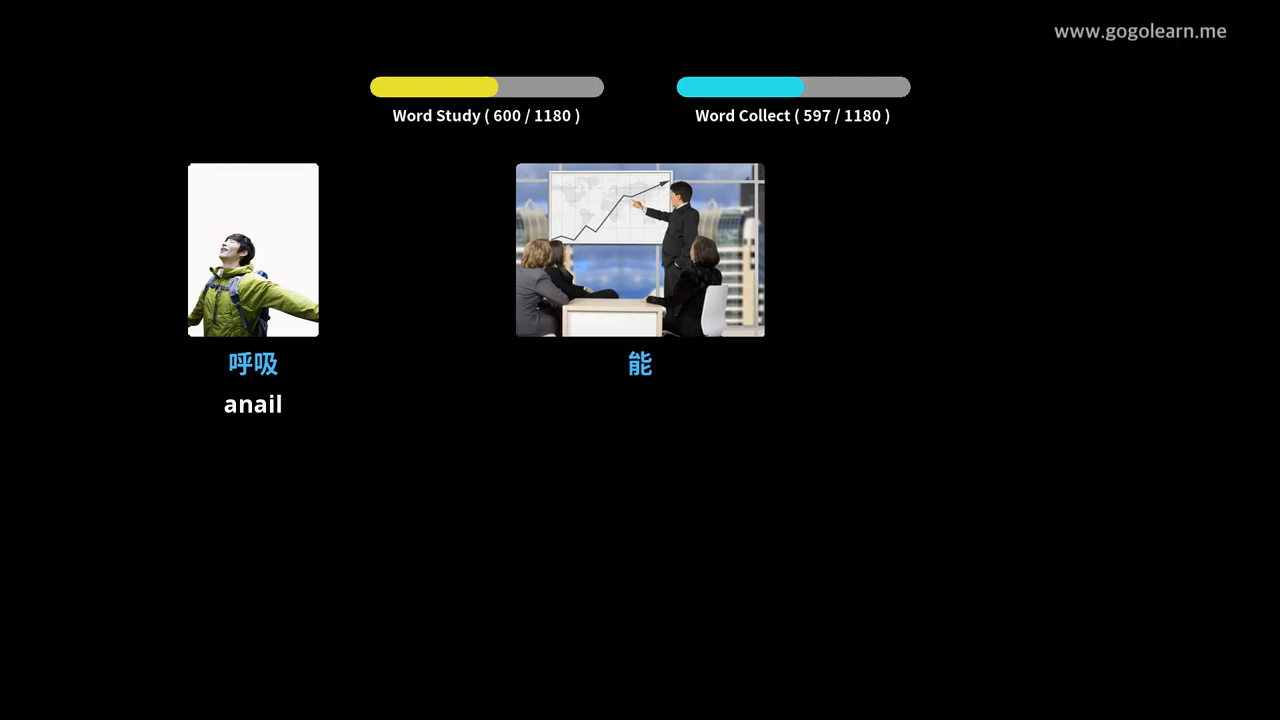 www.gogolearn.me
Word Study ( 600 / 1180 )
Word Collect ( 597 / 1180 )
呼吸
能
anail